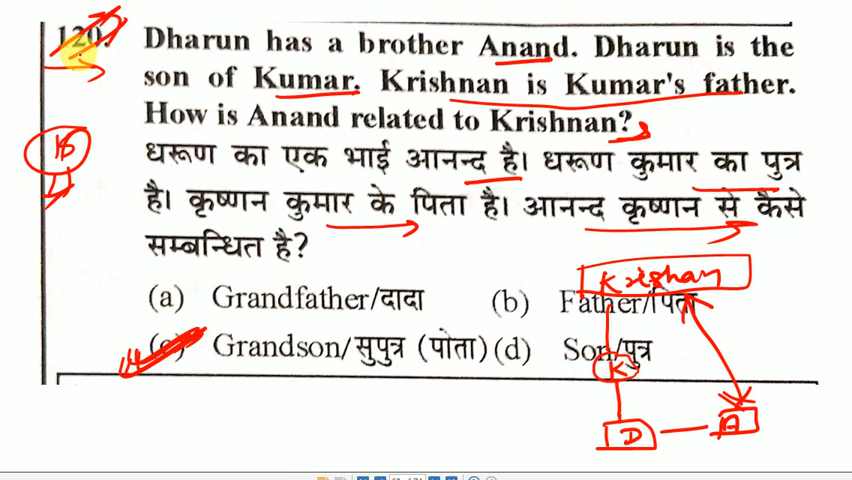 120. Dharun has a brother Anand. Dharun is the
son of Kumar. Krishnan is Kumar's father.
How is Anand related to Krishnan?
धरूण का एक भाई आनन्द है। धरूण कुमार का पुत्र
है। कृष्णन कुमार के पिता है। आनन्द कृष्णन से कैसे
सम्बन्धित है?
(a) Grandfather/दादा (b) Father/पिता
(c) Grandson/सुपुत्र (पोता) (d) Son/पुत्र
Krishan
K
D A